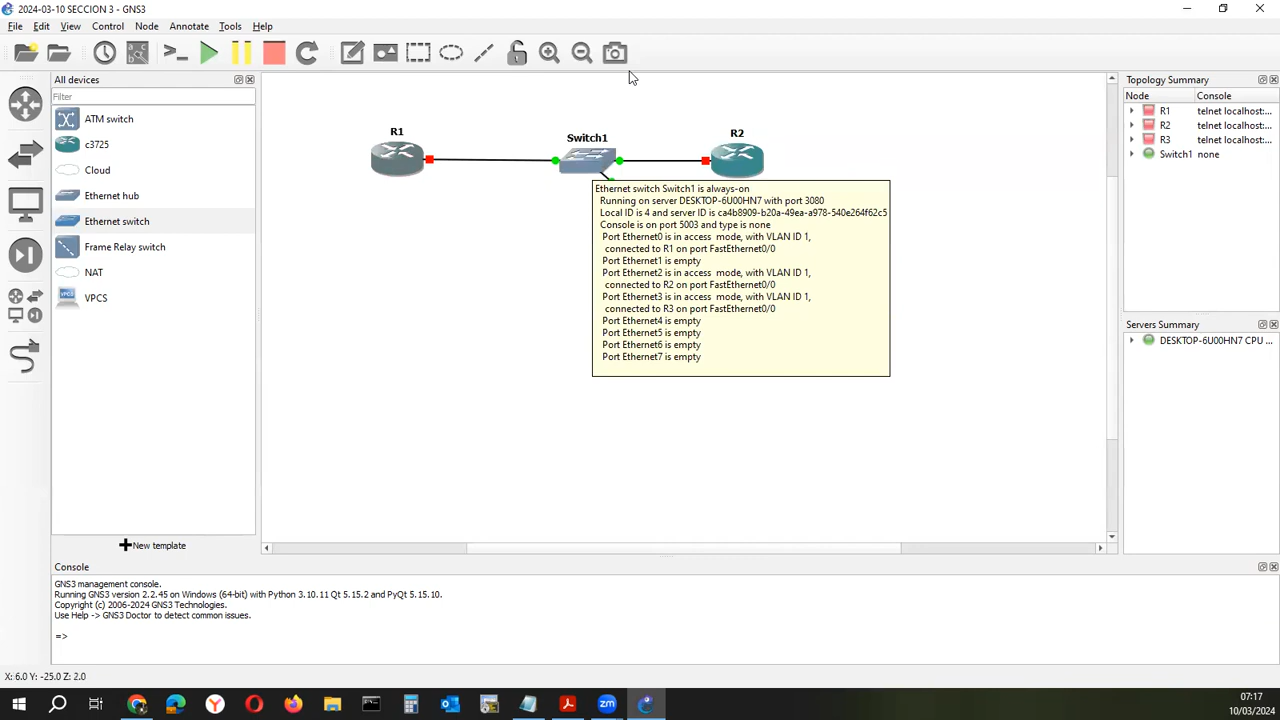 2024-03-10 SECCION 3 - GNS3
File Edit View Control Node Annotate Tools Help
All devices
Filter
ATM switch
c3725
Cloud
Ethernet hub
Ethernet switch
Frame Relay switch
NAT
VPCS
New template
R1
Switch1
R2
Ethernet switch Switch1 is always-on
Running on server DESKTOP-6U00HN7 with port 3080
Local ID is 4 and server ID is ca4b8909-b20a-49ea-a978-540e264f62c5
Console is on port 5003 and type is none
Port Ethernet0 is in access mode, with VLAN ID 1,
connected to R1 on port FastEthernet0/0
Port Ethernet1 is empty
Port Ethernet2 is in access mode, with VLAN ID 1,
connected to R2 on port FastEthernet0/0
Port Ethernet3 is in access mode, with VLAN ID 1,
connected to R3 on port FastEthernet0/0
Port Ethernet4 is empty
Port Ethernet5 is empty
Port Ethernet6 is empty
Port Ethernet7 is empty
Topology Summary
Node Console
R1 telnet localhost:...
R2 telnet localhost:...
R3 telnet localhost:...
Switch1 none
Servers Summary
DESKTOP-6U00HN7 CPU ...
Console
GNS3 management console.
Running GNS3 version 2.2.45 on Windows (64-bit) with Python 3.10.11 Qt 5.15.2 and PyQt 5.15.10.
Copyright (c) 2006-2024 GNS3 Technologies.
Use Help -> GNS3 Doctor to detect common issues.
=>
X: 6.0 Y: -25.0 Z: 2.0
zm
07:17
10/03/2024